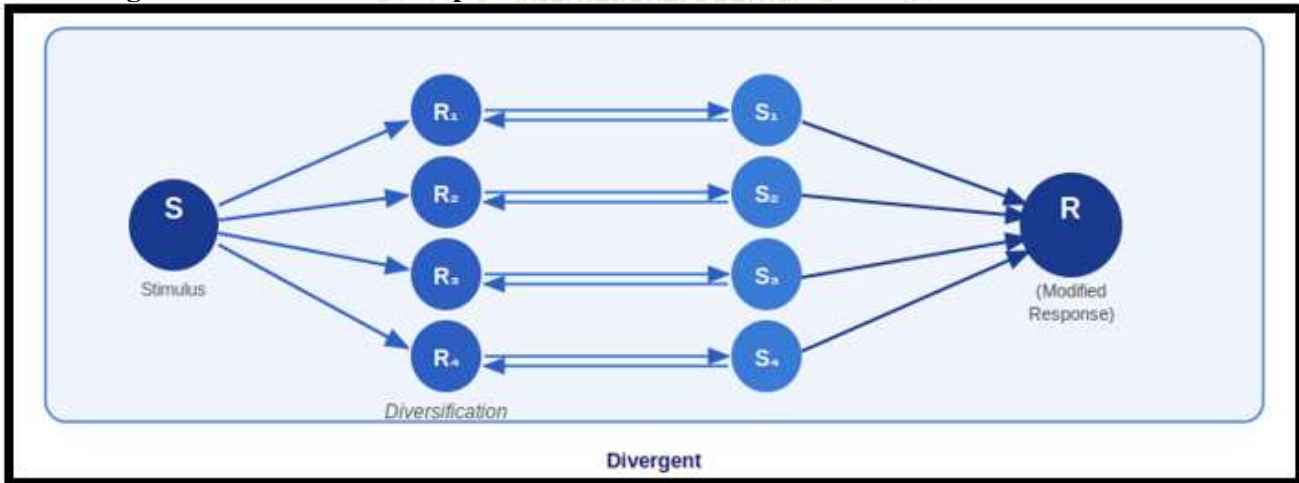 R₁ S₁
R₂ S₂
S R
R₃ S₃
Stimulus (Modified
Response)
R₄ S₄
Diversification
Divergent